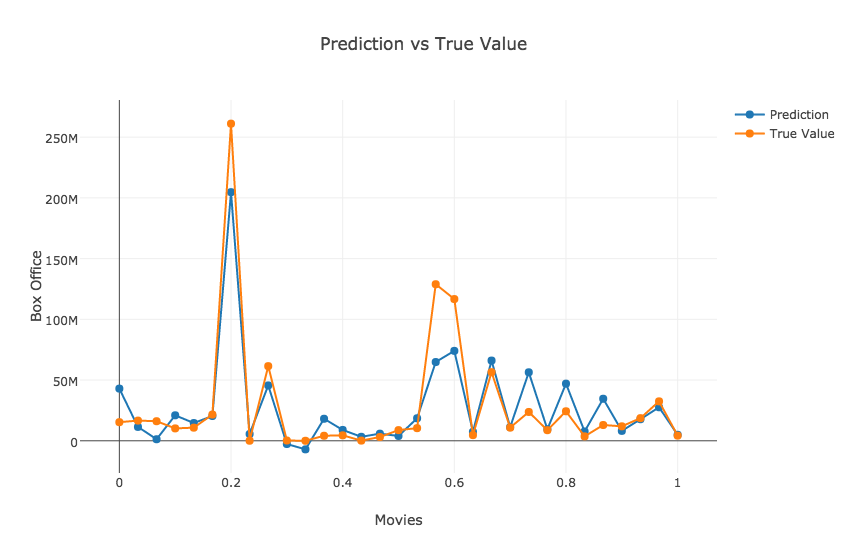 Prediction vs True Value
Prediction
True Value
250M
200M
150M
100M
50M
0
Box Office
0 0.2 0.4 0.6 0.8 1
Movies